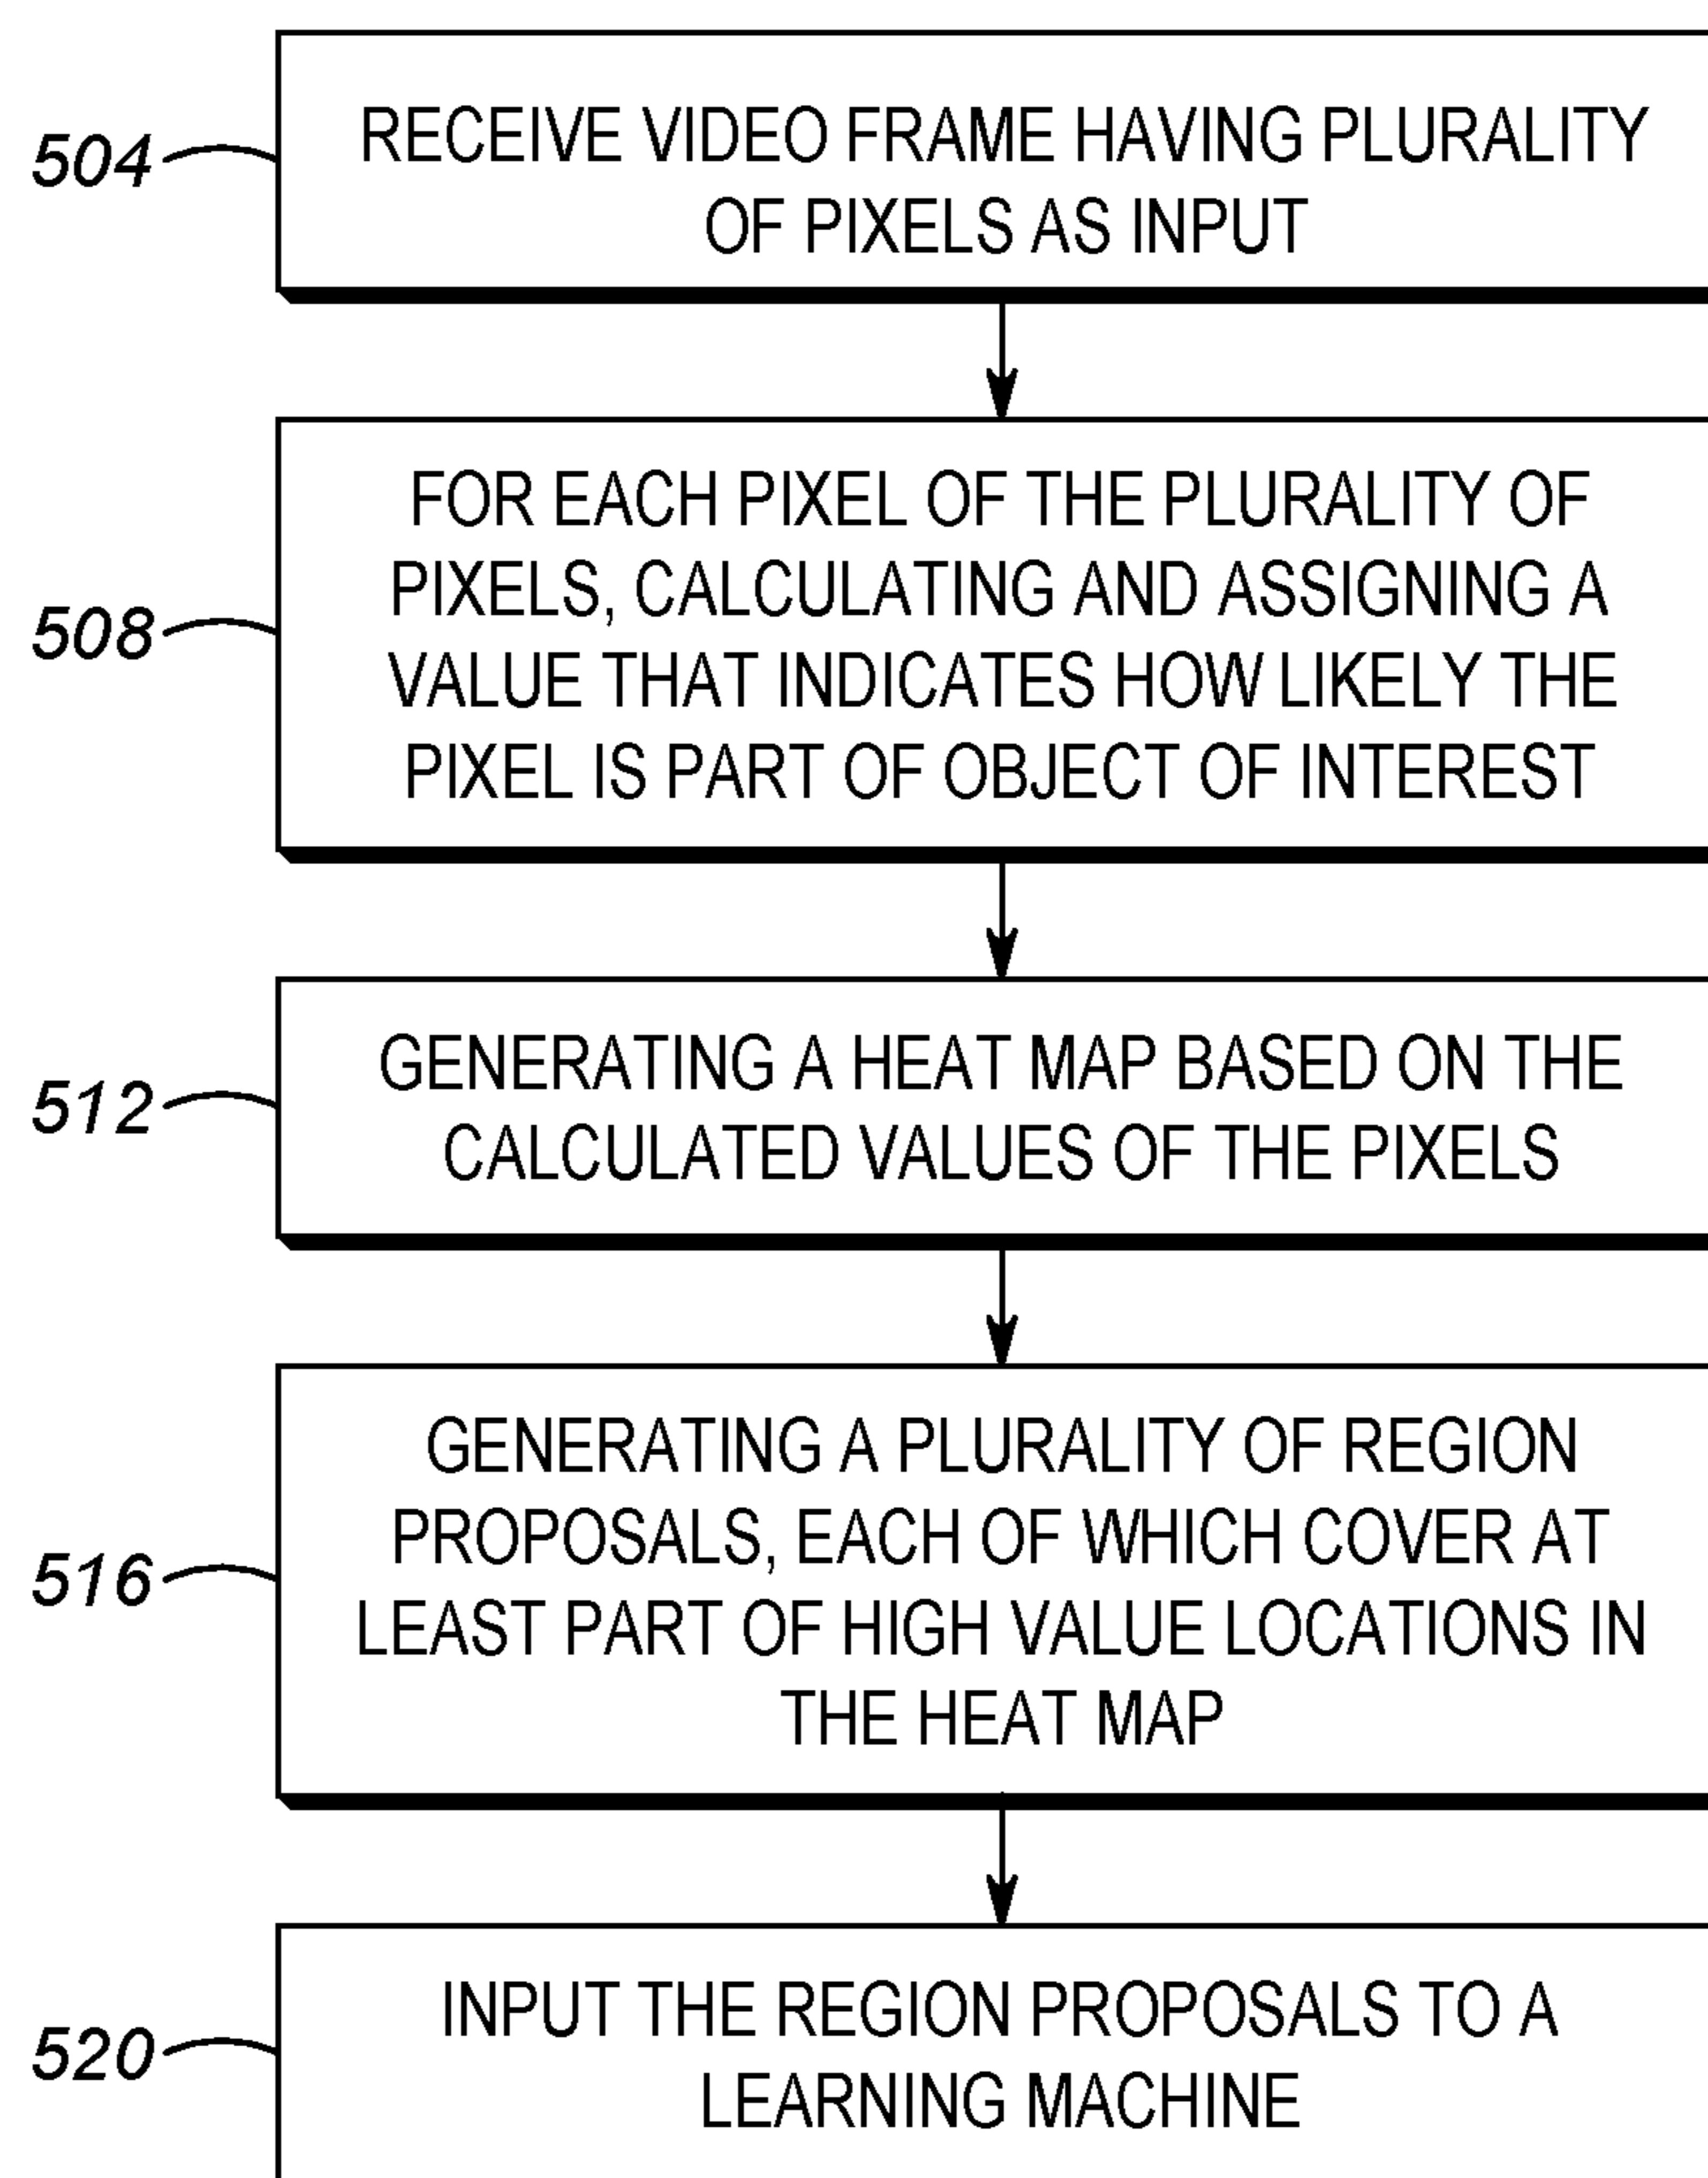 504
RECEIVE VIDEO FRAME HAVING PLURALITY
OF PIXELS AS INPUT
508
FOR EACH PIXEL OF THE PLURALITY OF
PIXELS, CALCULATING AND ASSIGNING A
VALUE THAT INDICATES HOW LIKELY THE
PIXEL IS PART OF OBJECT OF INTEREST
512
GENERATING A HEAT MAP BASED ON THE
CALCULATED VALUES OF THE PIXELS
516
GENERATING A PLURALITY OF REGION
PROPOSALS, EACH OF WHICH COVER AT
LEAST PART OF HIGH VALUE LOCATIONS IN
THE HEAT MAP
520
INPUT THE REGION PROPOSALS TO A
LEARNING MACHINE